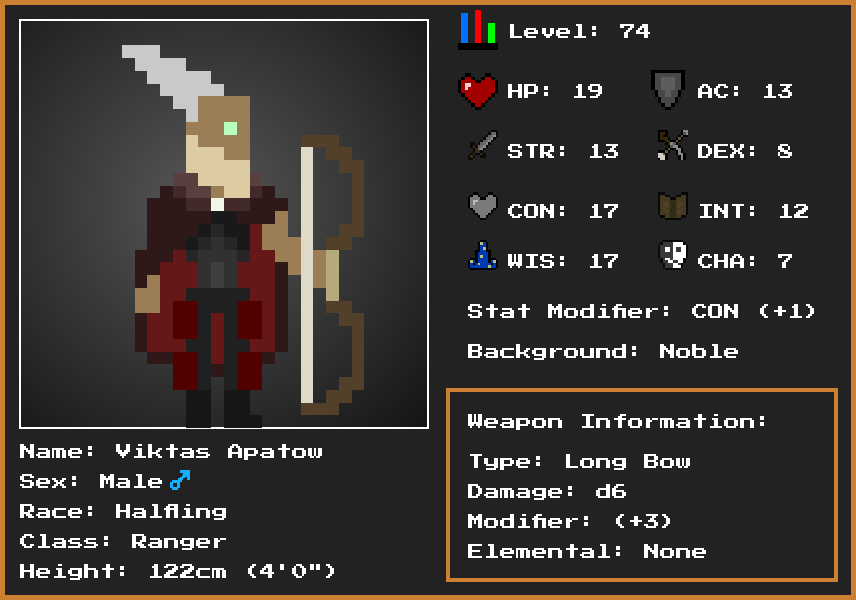 Level: 74
HP: 19 AC: 13
STR: 13 DEX: 8
CON: 17 INT: 12
WIS: 17 CHA: 7
Stat Modifier: CON (+1)
Background: Noble
Weapon Information:
Type: Long Bow
Damage: d6
Modifier: (+3)
Elemental: None
Name: Viktas Apatow
Sex: Male ♂
Race: Halfling
Class: Ranger
Height: 122cm (4'0")